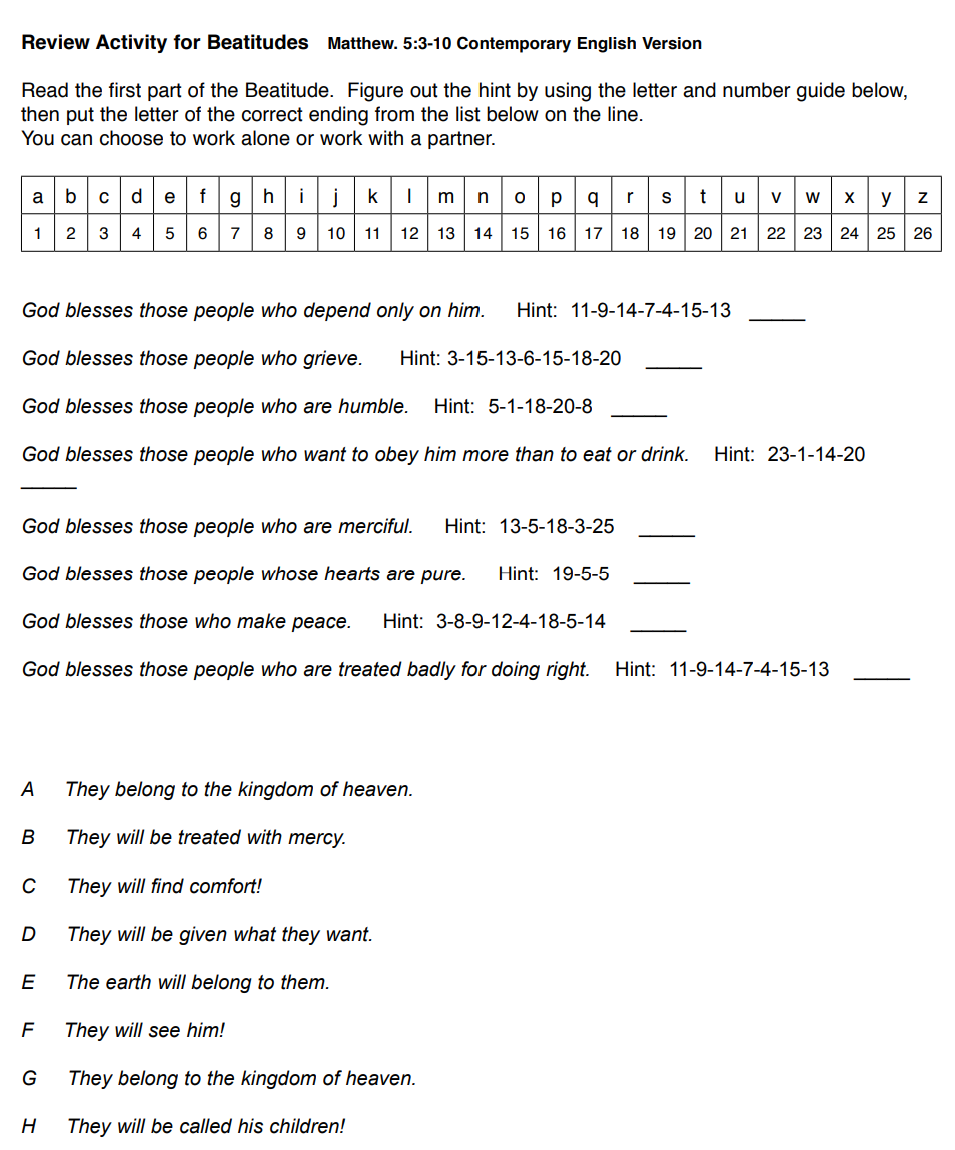 Review Activity for Beatitudes Matthew. 5:3-10 Contemporary English Version
Read the first part of the Beatitude. Figure out the hint by using the letter and number guide below,
then put the letter of the correct ending from the list below on the line.
You can choose to work alone or work with a partner.
a b c d e f g h i j k l m n o p q r s t u v w x y z
1 2 3 4 5 6 7 8 9 10 11 12 13 14 15 16 17 18 19 20 21 22 23 24 25 26
God blesses those people who depend only on him. Hint: 11-9-14-7-4-15-13 _____
God blesses those people who grieve. Hint: 3-15-13-6-15-18-20 _____
God blesses those people who are humble. Hint: 5-1-18-20-8 _____
God blesses those people who want to obey him more than to eat or drink. Hint: 23-1-14-20
_____
God blesses those people who are merciful. Hint: 13-5-18-3-25 _____
God blesses those people whose hearts are pure. Hint: 19-5-5 _____
God blesses those who make peace. Hint: 3-8-9-12-4-18-5-14 _____
God blesses those people who are treated badly for doing right. Hint: 11-9-14-7-4-15-13 _____
A They belong to the kingdom of heaven.
B They will be treated with mercy.
C They will find comfort!
D They will be given what they want.
E The earth will belong to them.
F They will see him!
G They belong to the kingdom of heaven.
H They will be called his children!